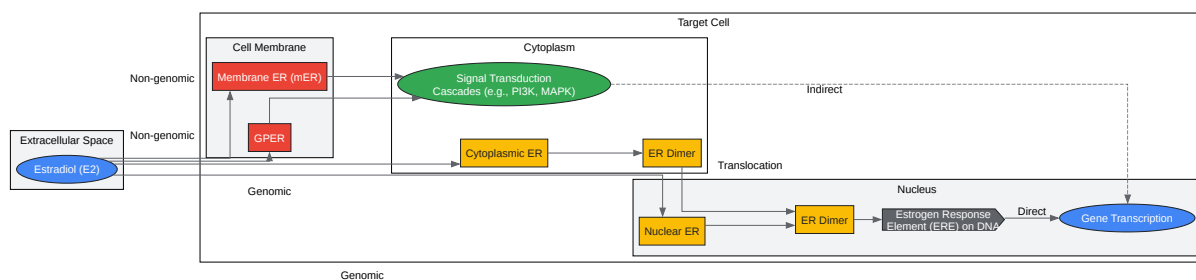 Target Cell
Cell Membrane
Cytoplasm
Non-genomic
Membrane ER (mER)
Signal Transduction
Cascades (e.g., PI3K, MAPK)
Indirect
Non-genomic
GPER
Extracellular Space
Estradiol (E2)
Cytoplasmic ER
ER Dimer
Translocation
Genomic
Nucleus
Nuclear ER
ER Dimer
Estrogen Response
Element (ERE) on DNA
Direct
Gene Transcription
Genomic